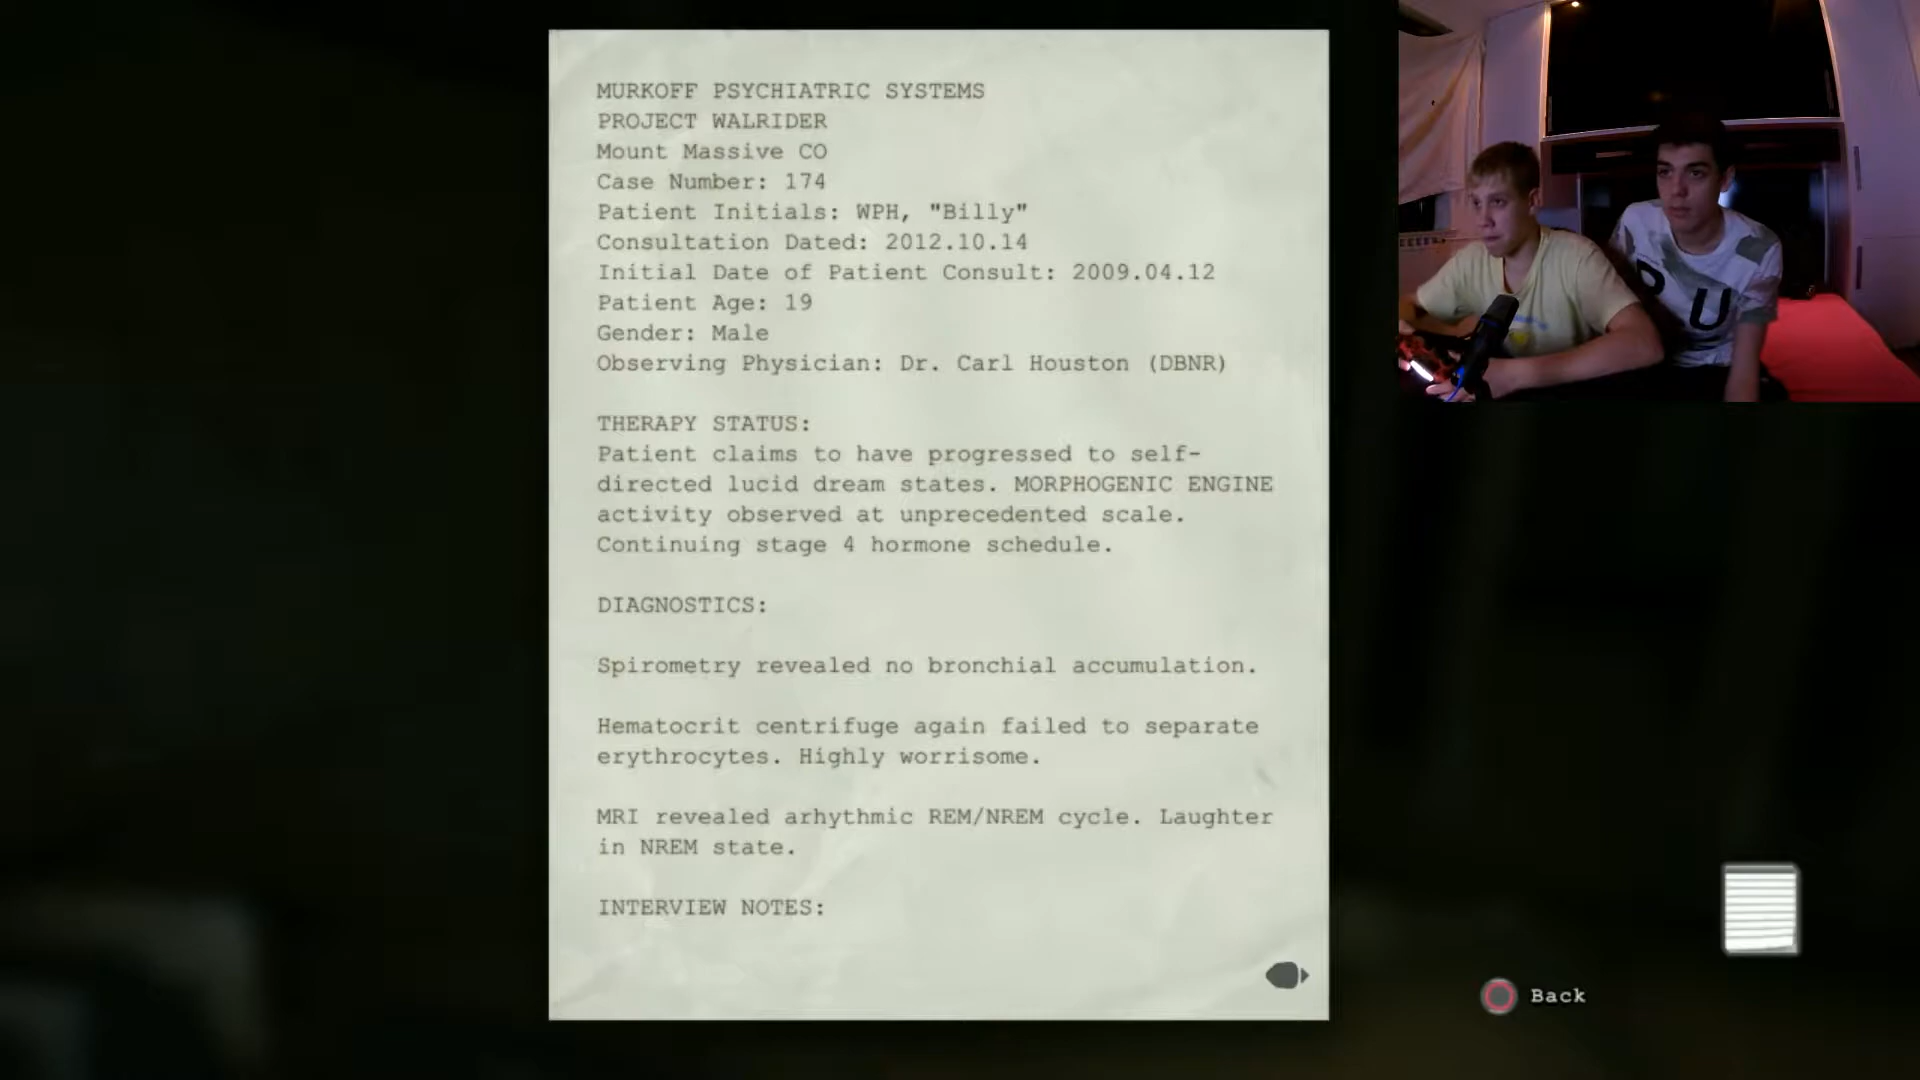 MURKOFF PSYCHIATRIC SYSTEMS
PROJECT WALRIDER
Mount Massive CO
Case Number: 174
Patient Initials: WPH, "Billy"
Consultation Dated: 2012.10.14
Initial Date of Patient Consult: 2009.04.12
Patient Age: 19
Gender: Male
Observing Physician: Dr. Carl Houston (DBNR)
THERAPY STATUS:
Patient claims to have progressed to self-
directed lucid dream states. MORPHOGENIC ENGINE
activity observed at unprecedented scale.
Continuing stage 4 hormone schedule.
DIAGNOSTICS:
Spirometry revealed no bronchial accumulation.
Hematocrit centrifuge again failed to separate
erythrocytes. Highly worrisome.
MRI revealed arhythmic REM/NREM cycle. Laughter
in NREM state.
INTERVIEW NOTES:
Back